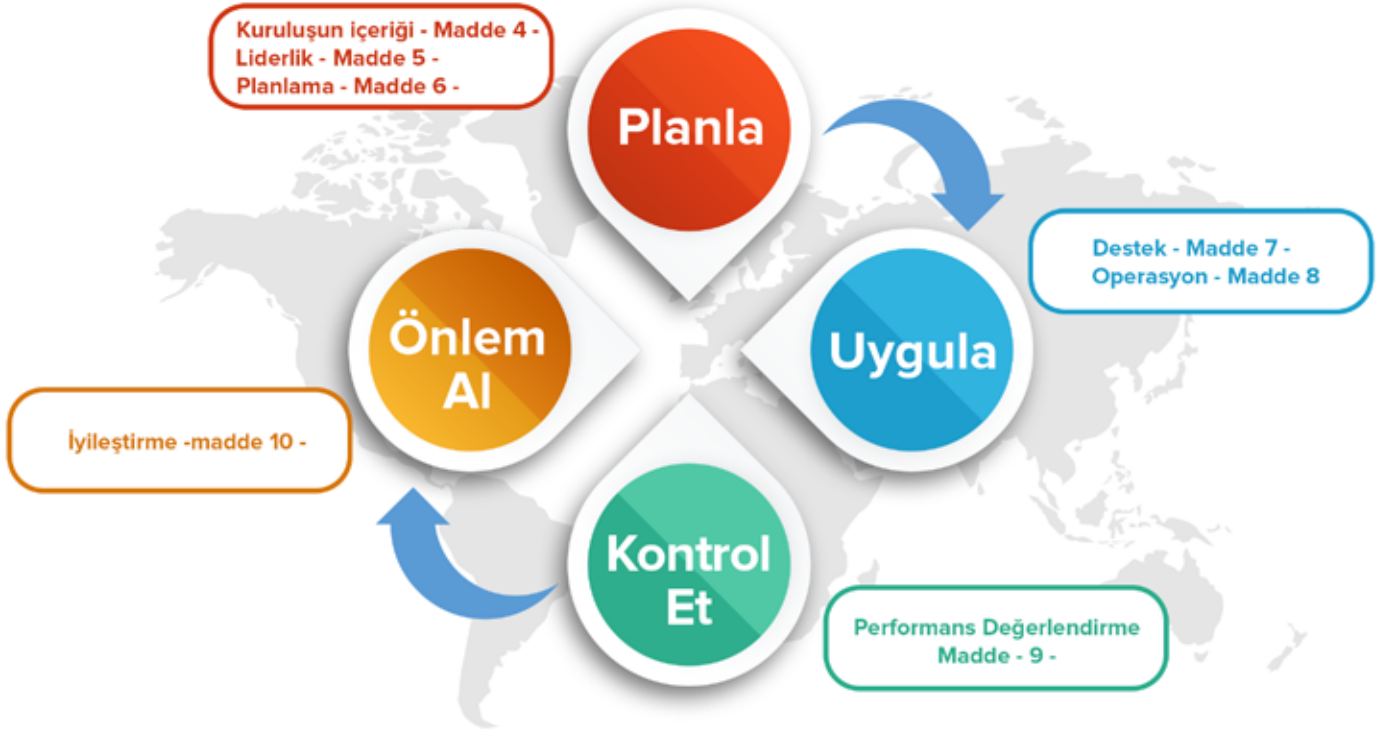 Kuruluşun içeriği - Madde 4 -
Liderlik - Madde 5 -
Planlama - Madde 6 -
Planla
Destek - Madde 7 -
Operasyon - Madde 8
Uygula
Önlem
Al
İyileştirme -madde 10 -
Kontrol
Et
Performans Değerlendirme
Madde - 9 -